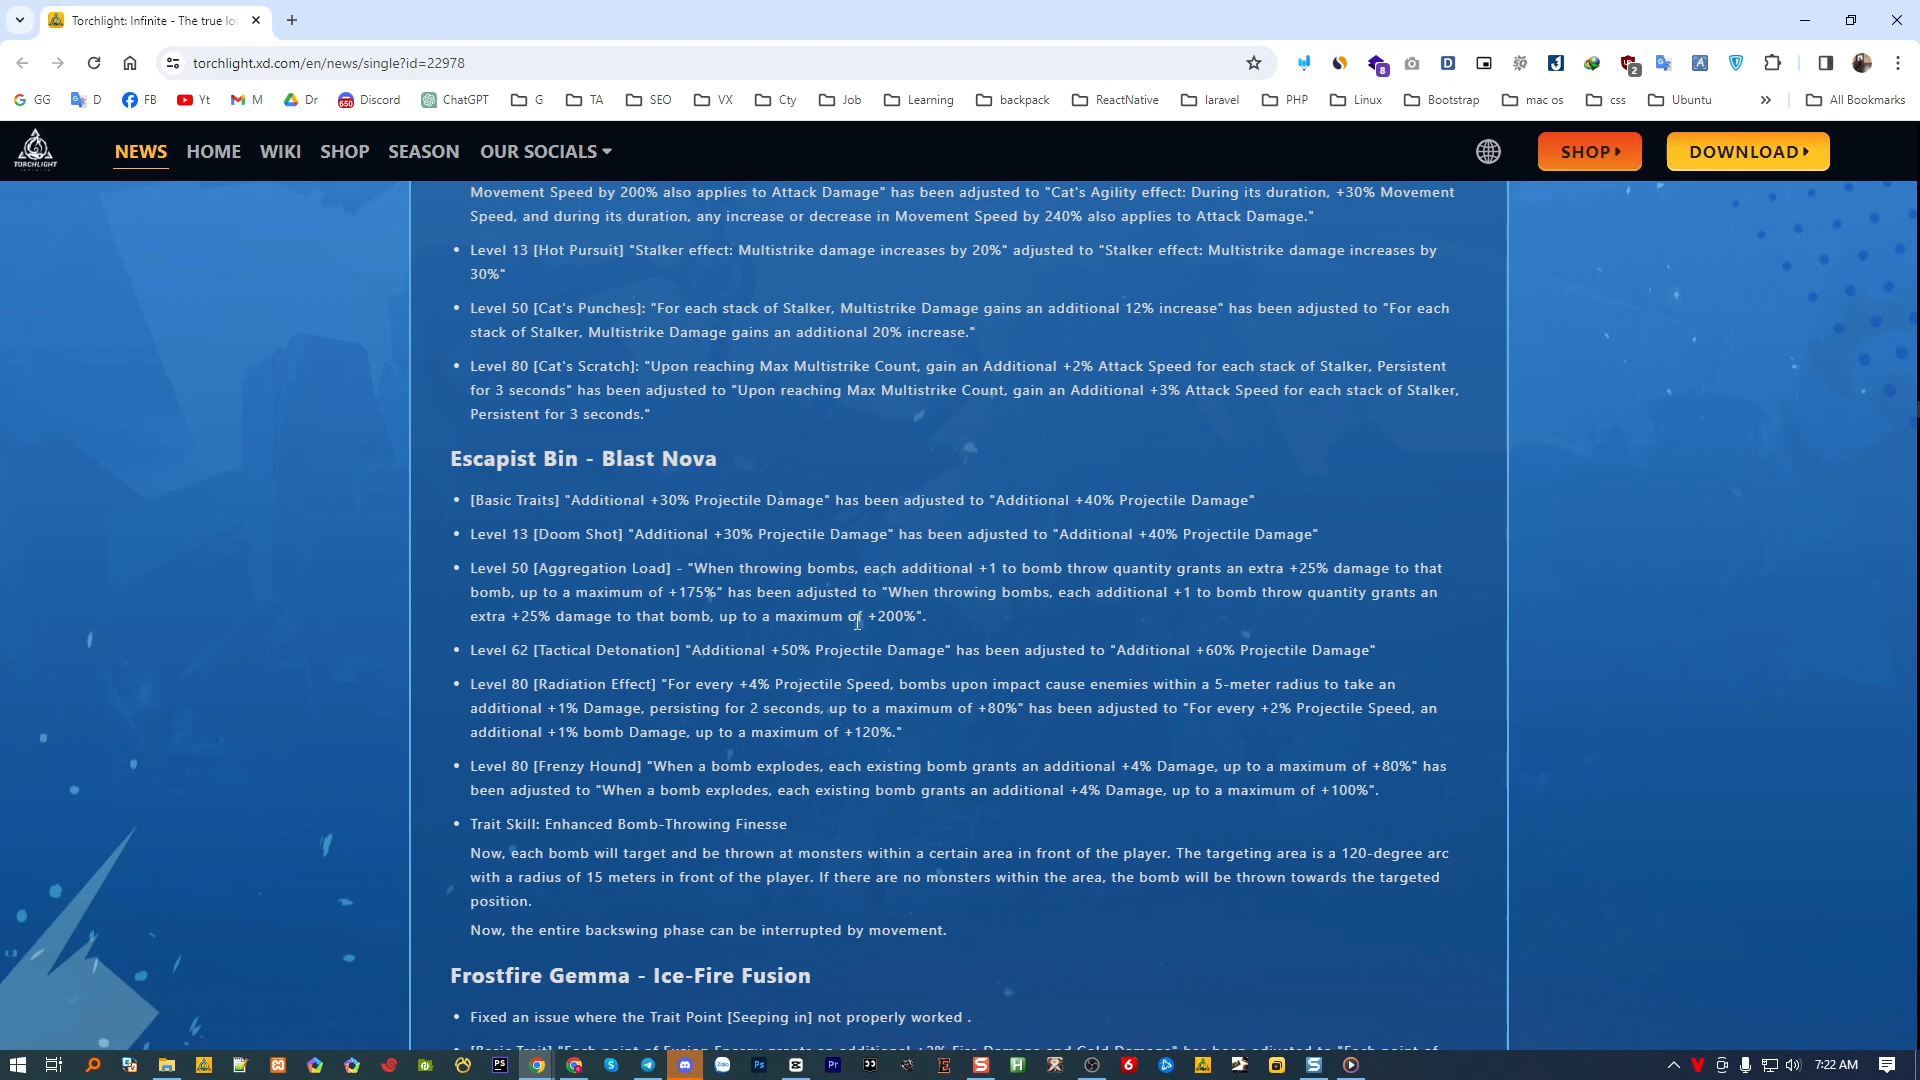 Torchlight: Infinite - The true lo
torchlight.xd.com/en/news/single?id=22978
8
2
GG
D
FB
Yt
M
Dr
Discord
ChatGPT
G
TA
SEO
VX
Cty
Job
Learning
backpack
ReactNative
laravel
PHP
Linux
Bootstrap
mac os
css
Ubuntu
All Bookmarks
TORCHLIGHT
NEWS
HOME
WIKI
SHOP
SEASON
OUR SOCIALS
SHOP
DOWNLOAD
Movement Speed by 200% also applies to Attack Damage" has been adjusted to "Cat's Agility effect: During its duration, +30% Movement
Speed, and during its duration, any increase or decrease in Movement Speed by 240% also applies to Attack Damage."
• Level 13 [Hot Pursuit] "Stalker effect: Multistrike damage increases by 20%" adjusted to "Stalker effect: Multistrike damage increases by
30%"
• Level 50 [Cat's Punches]: "For each stack of Stalker, Multistrike Damage gains an additional 12% increase" has been adjusted to "For each
stack of Stalker, Multistrike Damage gains an additional 20% increase."
• Level 80 [Cat's Scratch]: "Upon reaching Max Multistrike Count, gain an Additional +2% Attack Speed for each stack of Stalker, Persistent
for 3 seconds" has been adjusted to "Upon reaching Max Multistrike Count, gain an Additional +3% Attack Speed for each stack of Stalker,
Persistent for 3 seconds."
Escapist Bin - Blast Nova
• [Basic Traits] "Additional +30% Projectile Damage" has been adjusted to "Additional +40% Projectile Damage"
• Level 13 [Doom Shot] "Additional +30% Projectile Damage" has been adjusted to "Additional +40% Projectile Damage"
• Level 50 [Aggregation Load] - "When throwing bombs, each additional +1 to bomb throw quantity grants an extra +25% damage to that
bomb, up to a maximum of +175%" has been adjusted to "When throwing bombs, each additional +1 to bomb throw quantity grants an
extra +25% damage to that bomb, up to a maximum of +200%".
• Level 62 [Tactical Detonation] "Additional +50% Projectile Damage" has been adjusted to "Additional +60% Projectile Damage"
• Level 80 [Radiation Effect] "For every +4% Projectile Speed, bombs upon impact cause enemies within a 5-meter radius to take an
additional +1% Damage, persisting for 2 seconds, up to a maximum of +80%" has been adjusted to "For every +2% Projectile Speed, an
additional +1% bomb Damage, up to a maximum of +120%."
• Level 80 [Frenzy Hound] "When a bomb explodes, each existing bomb grants an additional +4% Damage, up to a maximum of +80%" has
been adjusted to "When a bomb explodes, each existing bomb grants an additional +4% Damage, up to a maximum of +100%".
• Trait Skill: Enhanced Bomb-Throwing Finesse
Now, each bomb will target and be thrown at monsters within a certain area in front of the player. The targeting area is a 120-degree arc
with a radius of 15 meters in front of the player. If there are no monsters within the area, the bomb will be thrown towards the targeted
position.
Now, the entire backswing phase can be interrupted by movement.
Frostfire Gemma - Ice-Fire Fusion
• Fixed an issue where the Trait Point [Seeping in] not properly worked .
7:22 AM